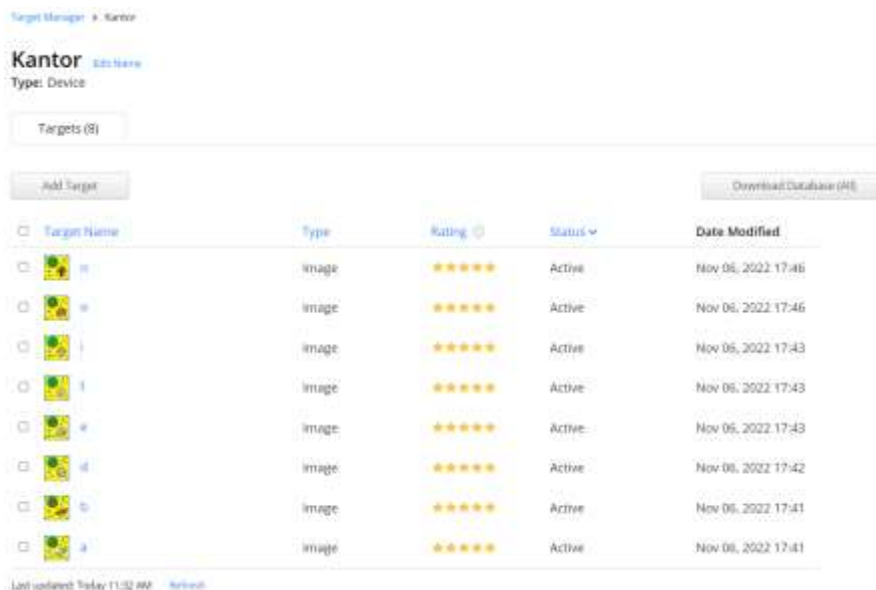 Target Manager > Kantor
Kantor Edit Name
Type: Device
Targets (8)
Add Target Download Database (All)
Target Name Type Rating Status Date Modified
n Image Active Nov 06, 2022 17:46
Image Active Nov 06, 2022 17:46
i Image Active Nov 06, 2022 17:43
Image Active Nov 06, 2022 17:43
e Image Active Nov 06, 2022 17:43
d Image Active Nov 06, 2022 17:42
b Image Active Nov 06, 2022 17:41
a Image Active Nov 06, 2022 17:41
Last updated: Today 11:32 AM Refresh